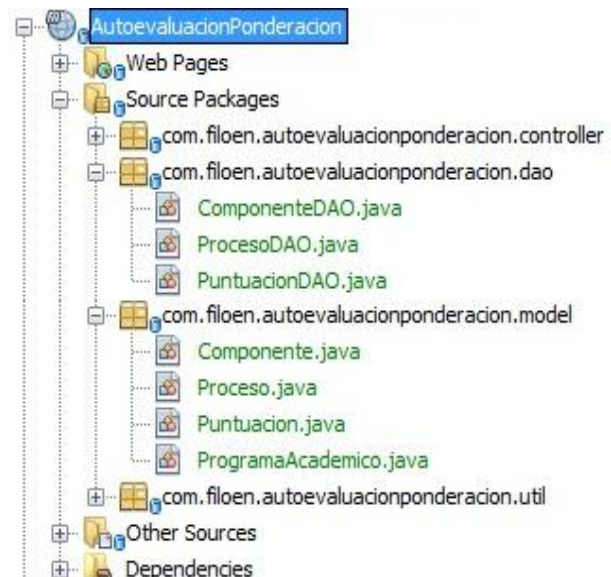 AutoevaluacionPonderacion
Web Pages
Source Packages
com.filoen.autoevaluacionponderacion.controller
com.filoen.autoevaluacionponderacion.dao
ComponenteDAO.java
ProcesoDAO.java
PuntuacionDAO.java
com.filoen.autoevaluacionponderacion.model
Componente.java
Proceso.java
Puntuacion.java
ProgramaAcademico.java
com.filoen.autoevaluacionponderacion.util
Other Sources
Dependencies